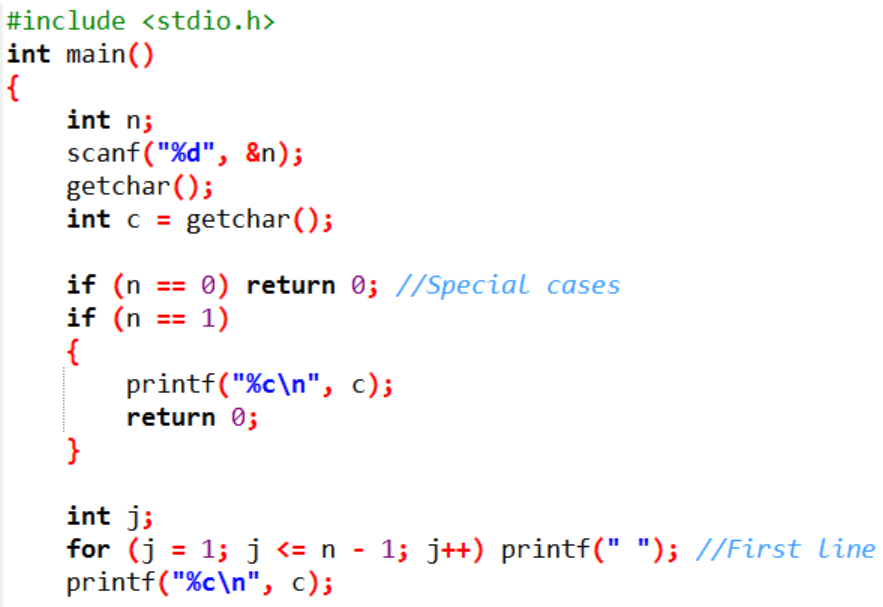 #include <stdio.h>
int main()
{
    int n;
    scanf("%d", &n);
    getchar();
    int c = getchar();

    if (n == 0) return 0; //Special cases
    if (n == 1)
    {
        printf("%c\n", c);
        return 0;
    }

    int j;
    for (j = 1; j <= n - 1; j++) printf(" "); //First line
    printf("%c\n", c);